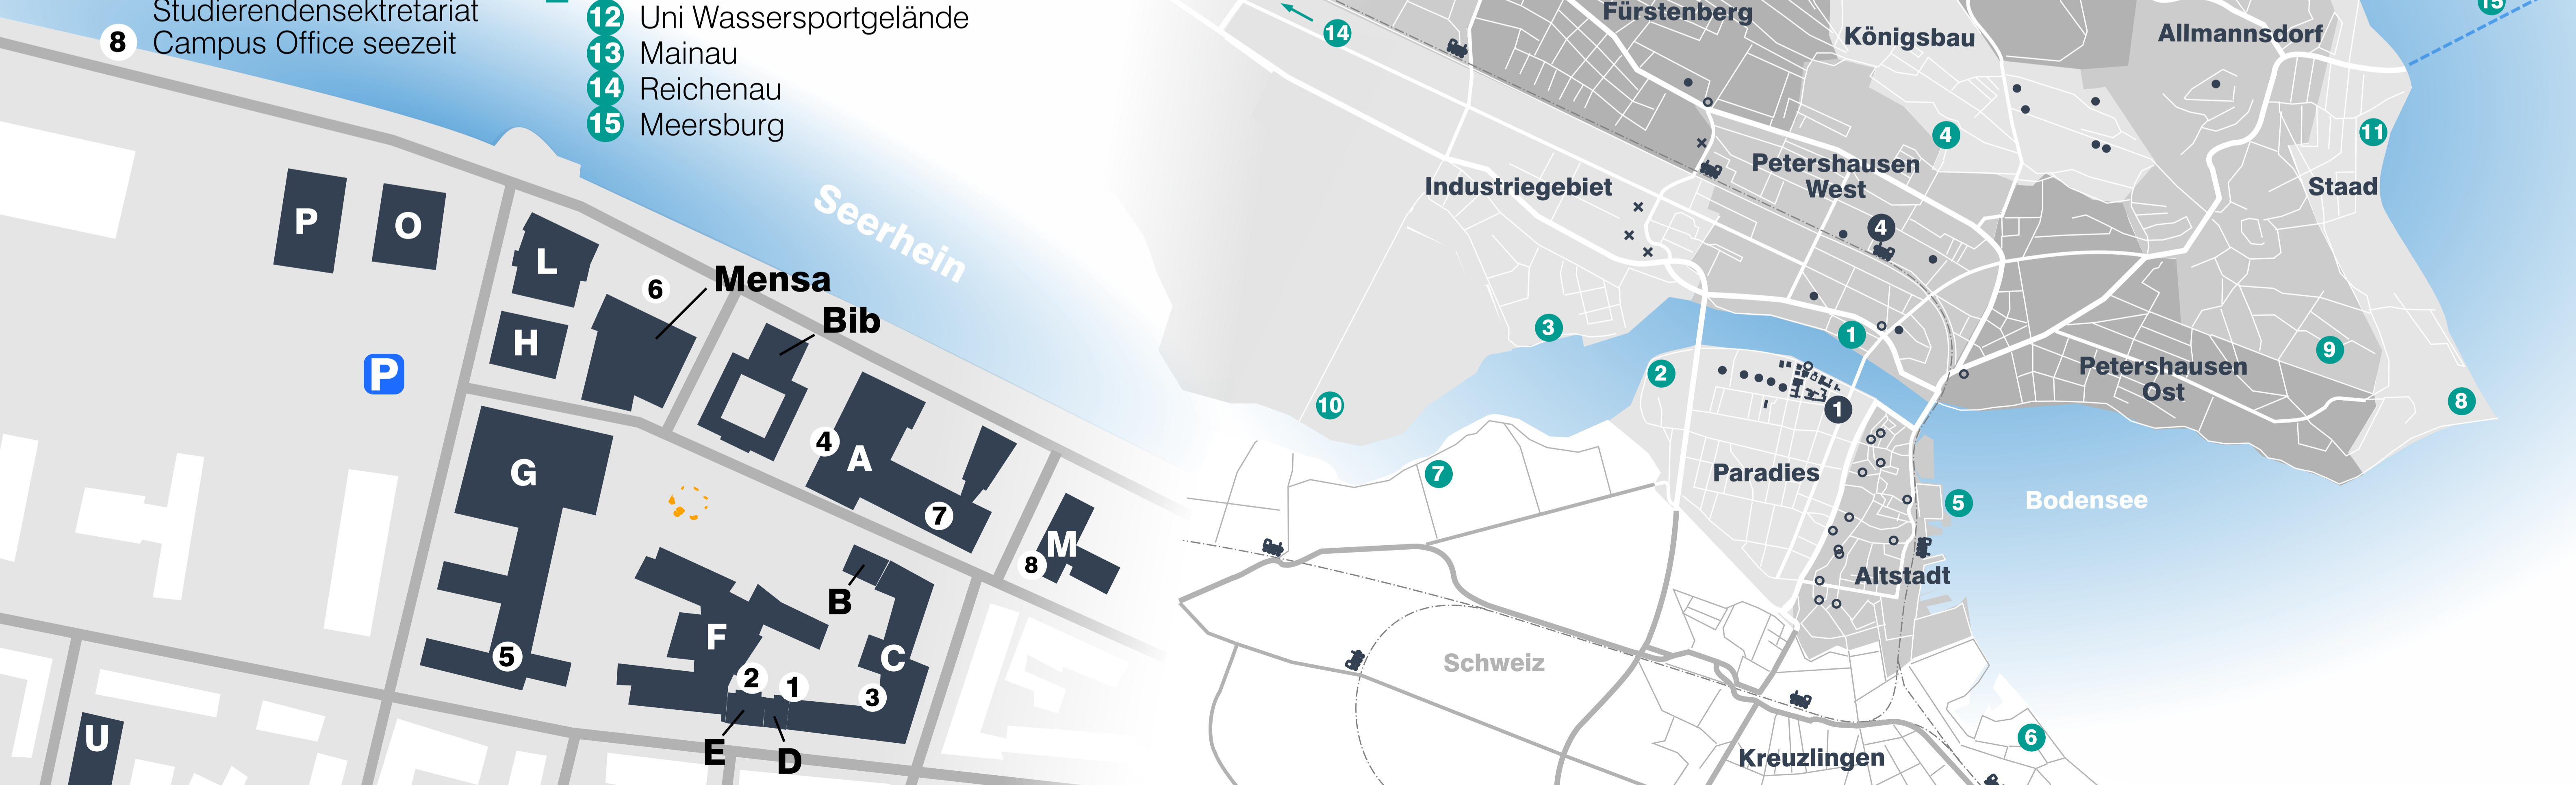 Studierendensekretariat
8 Campus Office seezeit
12 Uni Wassersportgelände
13 Mainau
14 Reichenau
15 Meersburg
P
O
L
H
6
Mensa
Bib
Seerhein
P
G
4
A
7
M
8
B
F
C
5
2
1
3
E
D
U
14
Fürstenberg
Königsbau
Allmannsdorf
15
4
11
Petershausen
West
Industriegebiet
Staad
4
3
1
2
9
10
Petershausen
Ost
8
1
7
Paradies
5
Bodensee
Altstadt
Schweiz
6
Kreuzlingen